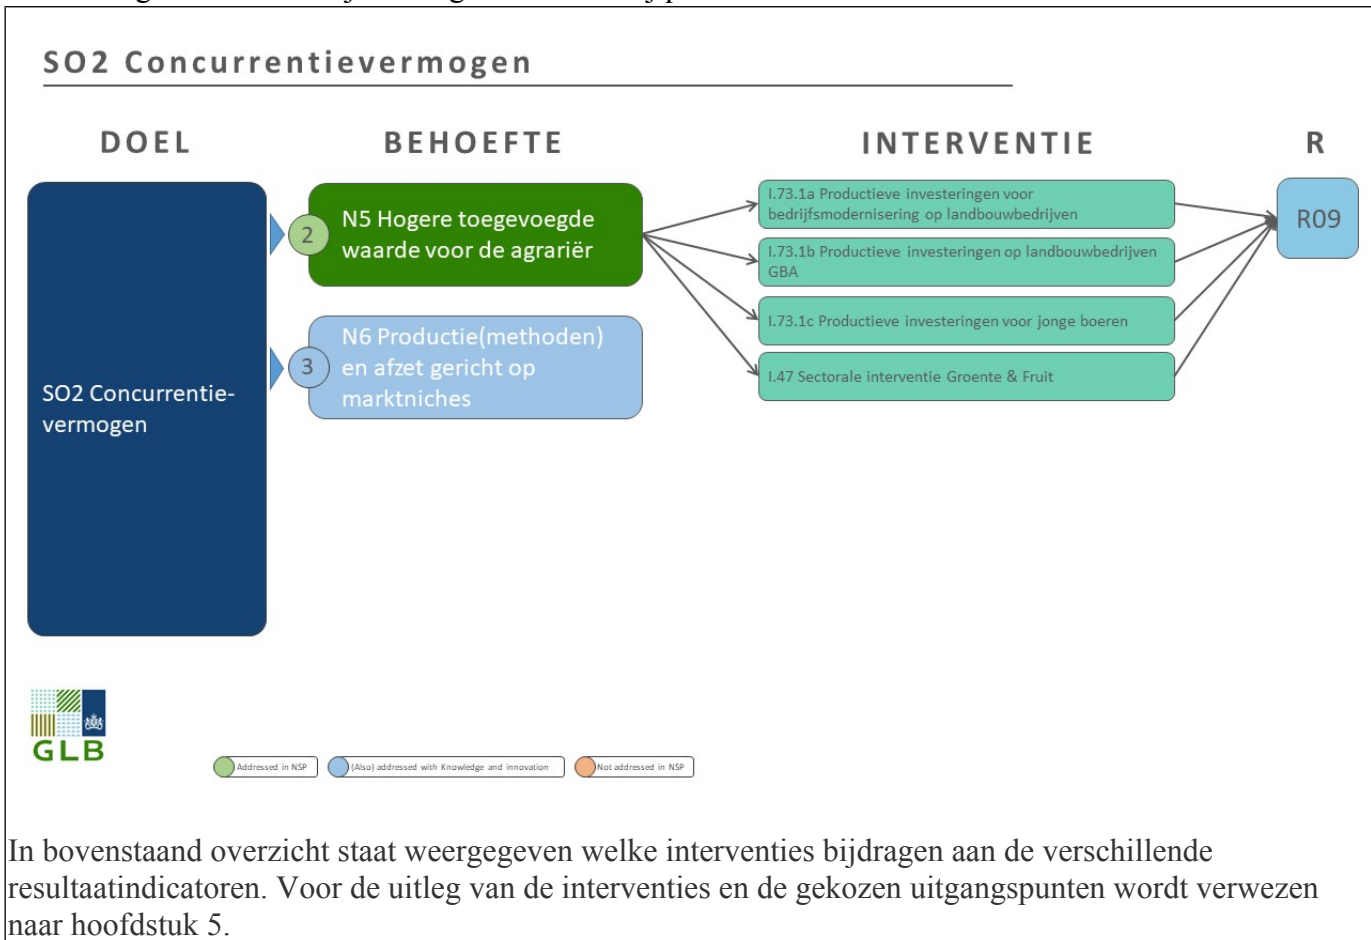 SO2 Concurrentievermogen
DOEL
BEHOEFTE
INTERVENTIE
R
SO2 Concurrentie-
vermogen
2
N5 Hogere toegevoegde
waarde voor de agrariër
3
N6 Productie(methoden)
en afzet gericht op
marktniches
I.73.1a Productieve investeringen voor
bedrijfsmodernisering op landbouwbedrijven
I.73.1b Productieve investeringen op landbouwbedrijven
GBA
I.73.1c Productieve investeringen voor jonge boeren
I.47 Sectorale interventie Groente & Fruit
R09
GLB
Addressed in NSP
(Also) addressed with Knowledge and innovation
Not addressed in NSP
In bovenstaand overzicht staat weergegeven welke interventies bijdragen aan de verschillende
resultaatindicatoren. Voor de uitleg van de interventies en de gekozen uitgangspunten wordt verwezen
naar hoofdstuk 5.